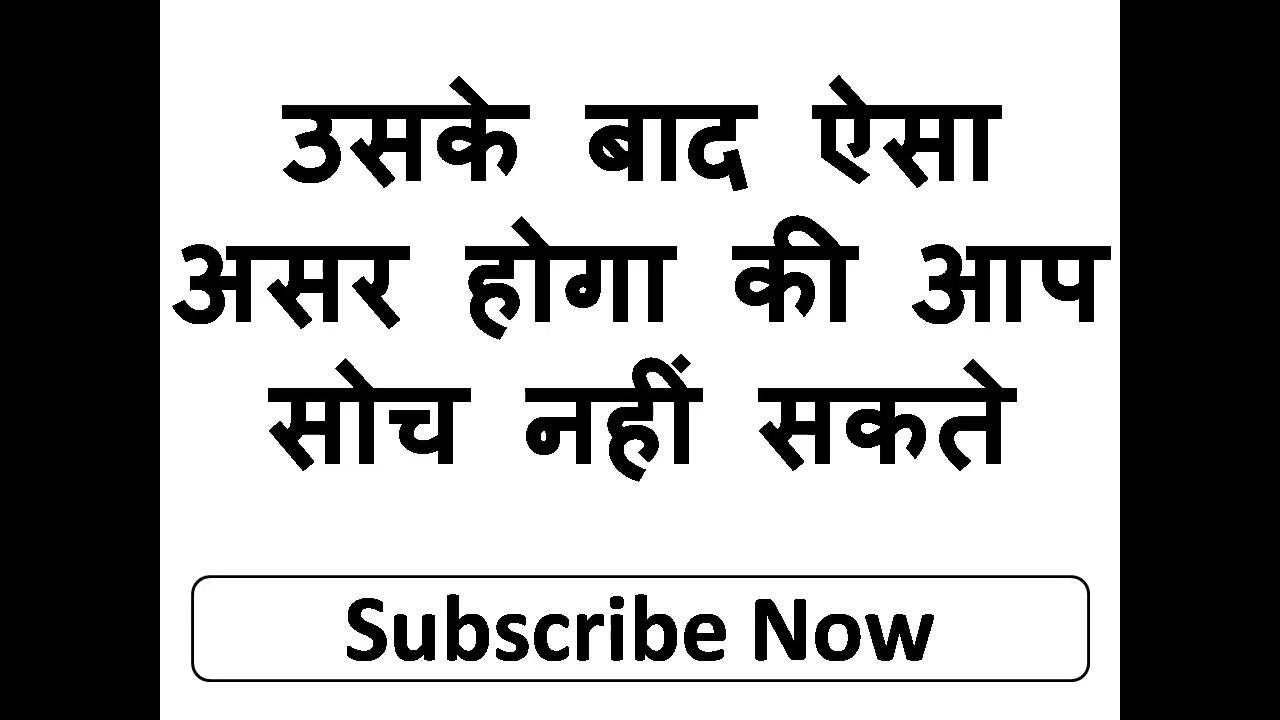 उसके बाद ऐसा
असर होगा की आप
सोच नहीं सकते
Subscribe Now